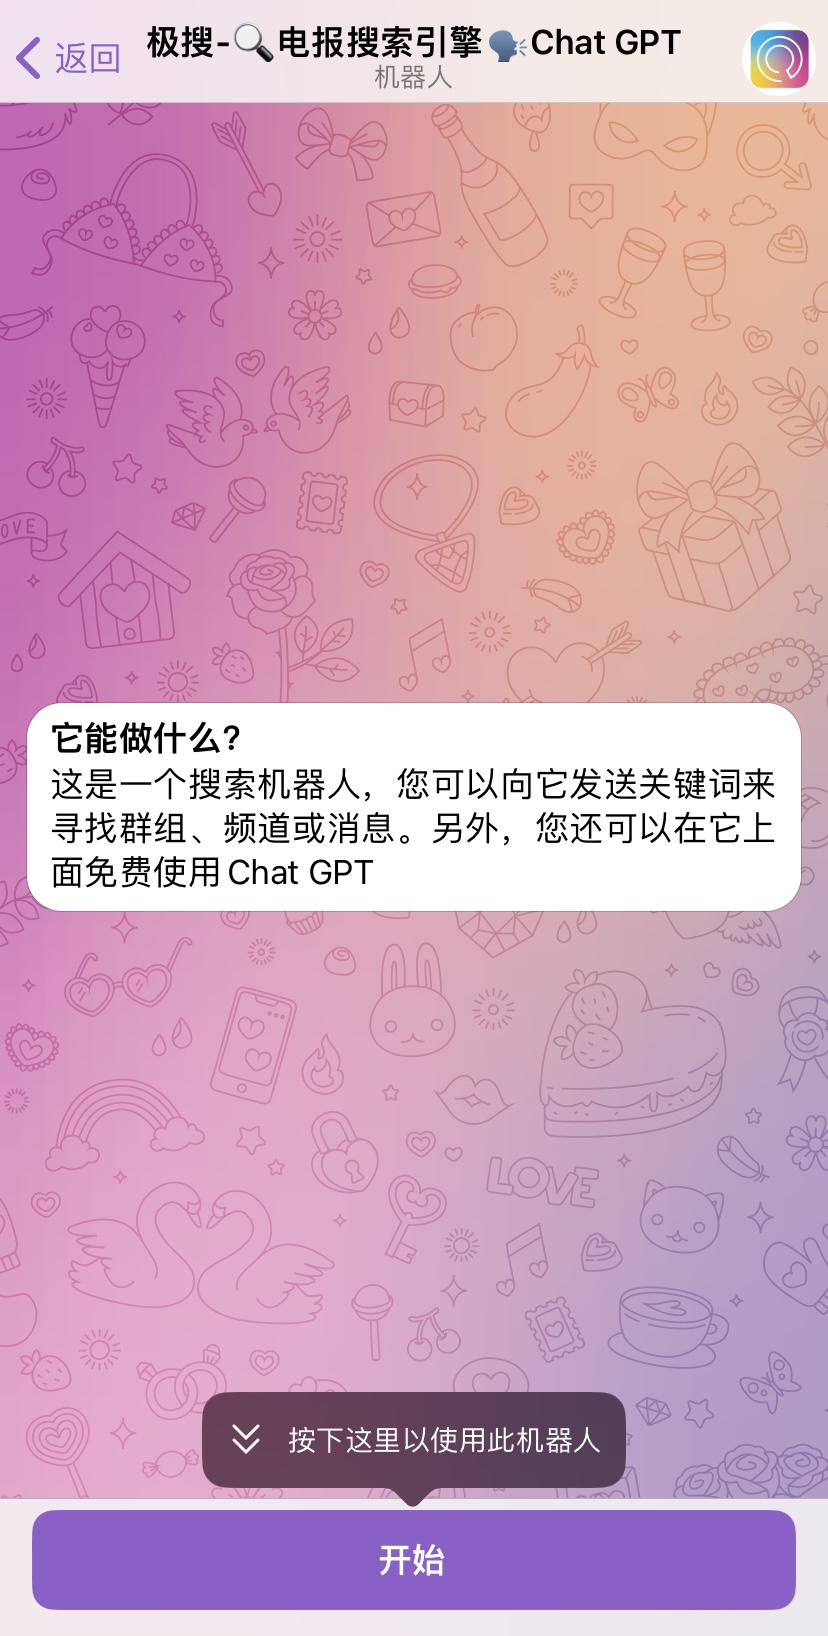 返回
极搜-🔍电报搜索引擎🗣Chat GPT
机器人
OVE
它能做什么?
这是一个搜索机器人，您可以向它发送关键词来
寻找群组、频道或消息。另外，您还可以在它上
面免费使用Chat GPT
LOVE
按下这里以使用此机器人
开始